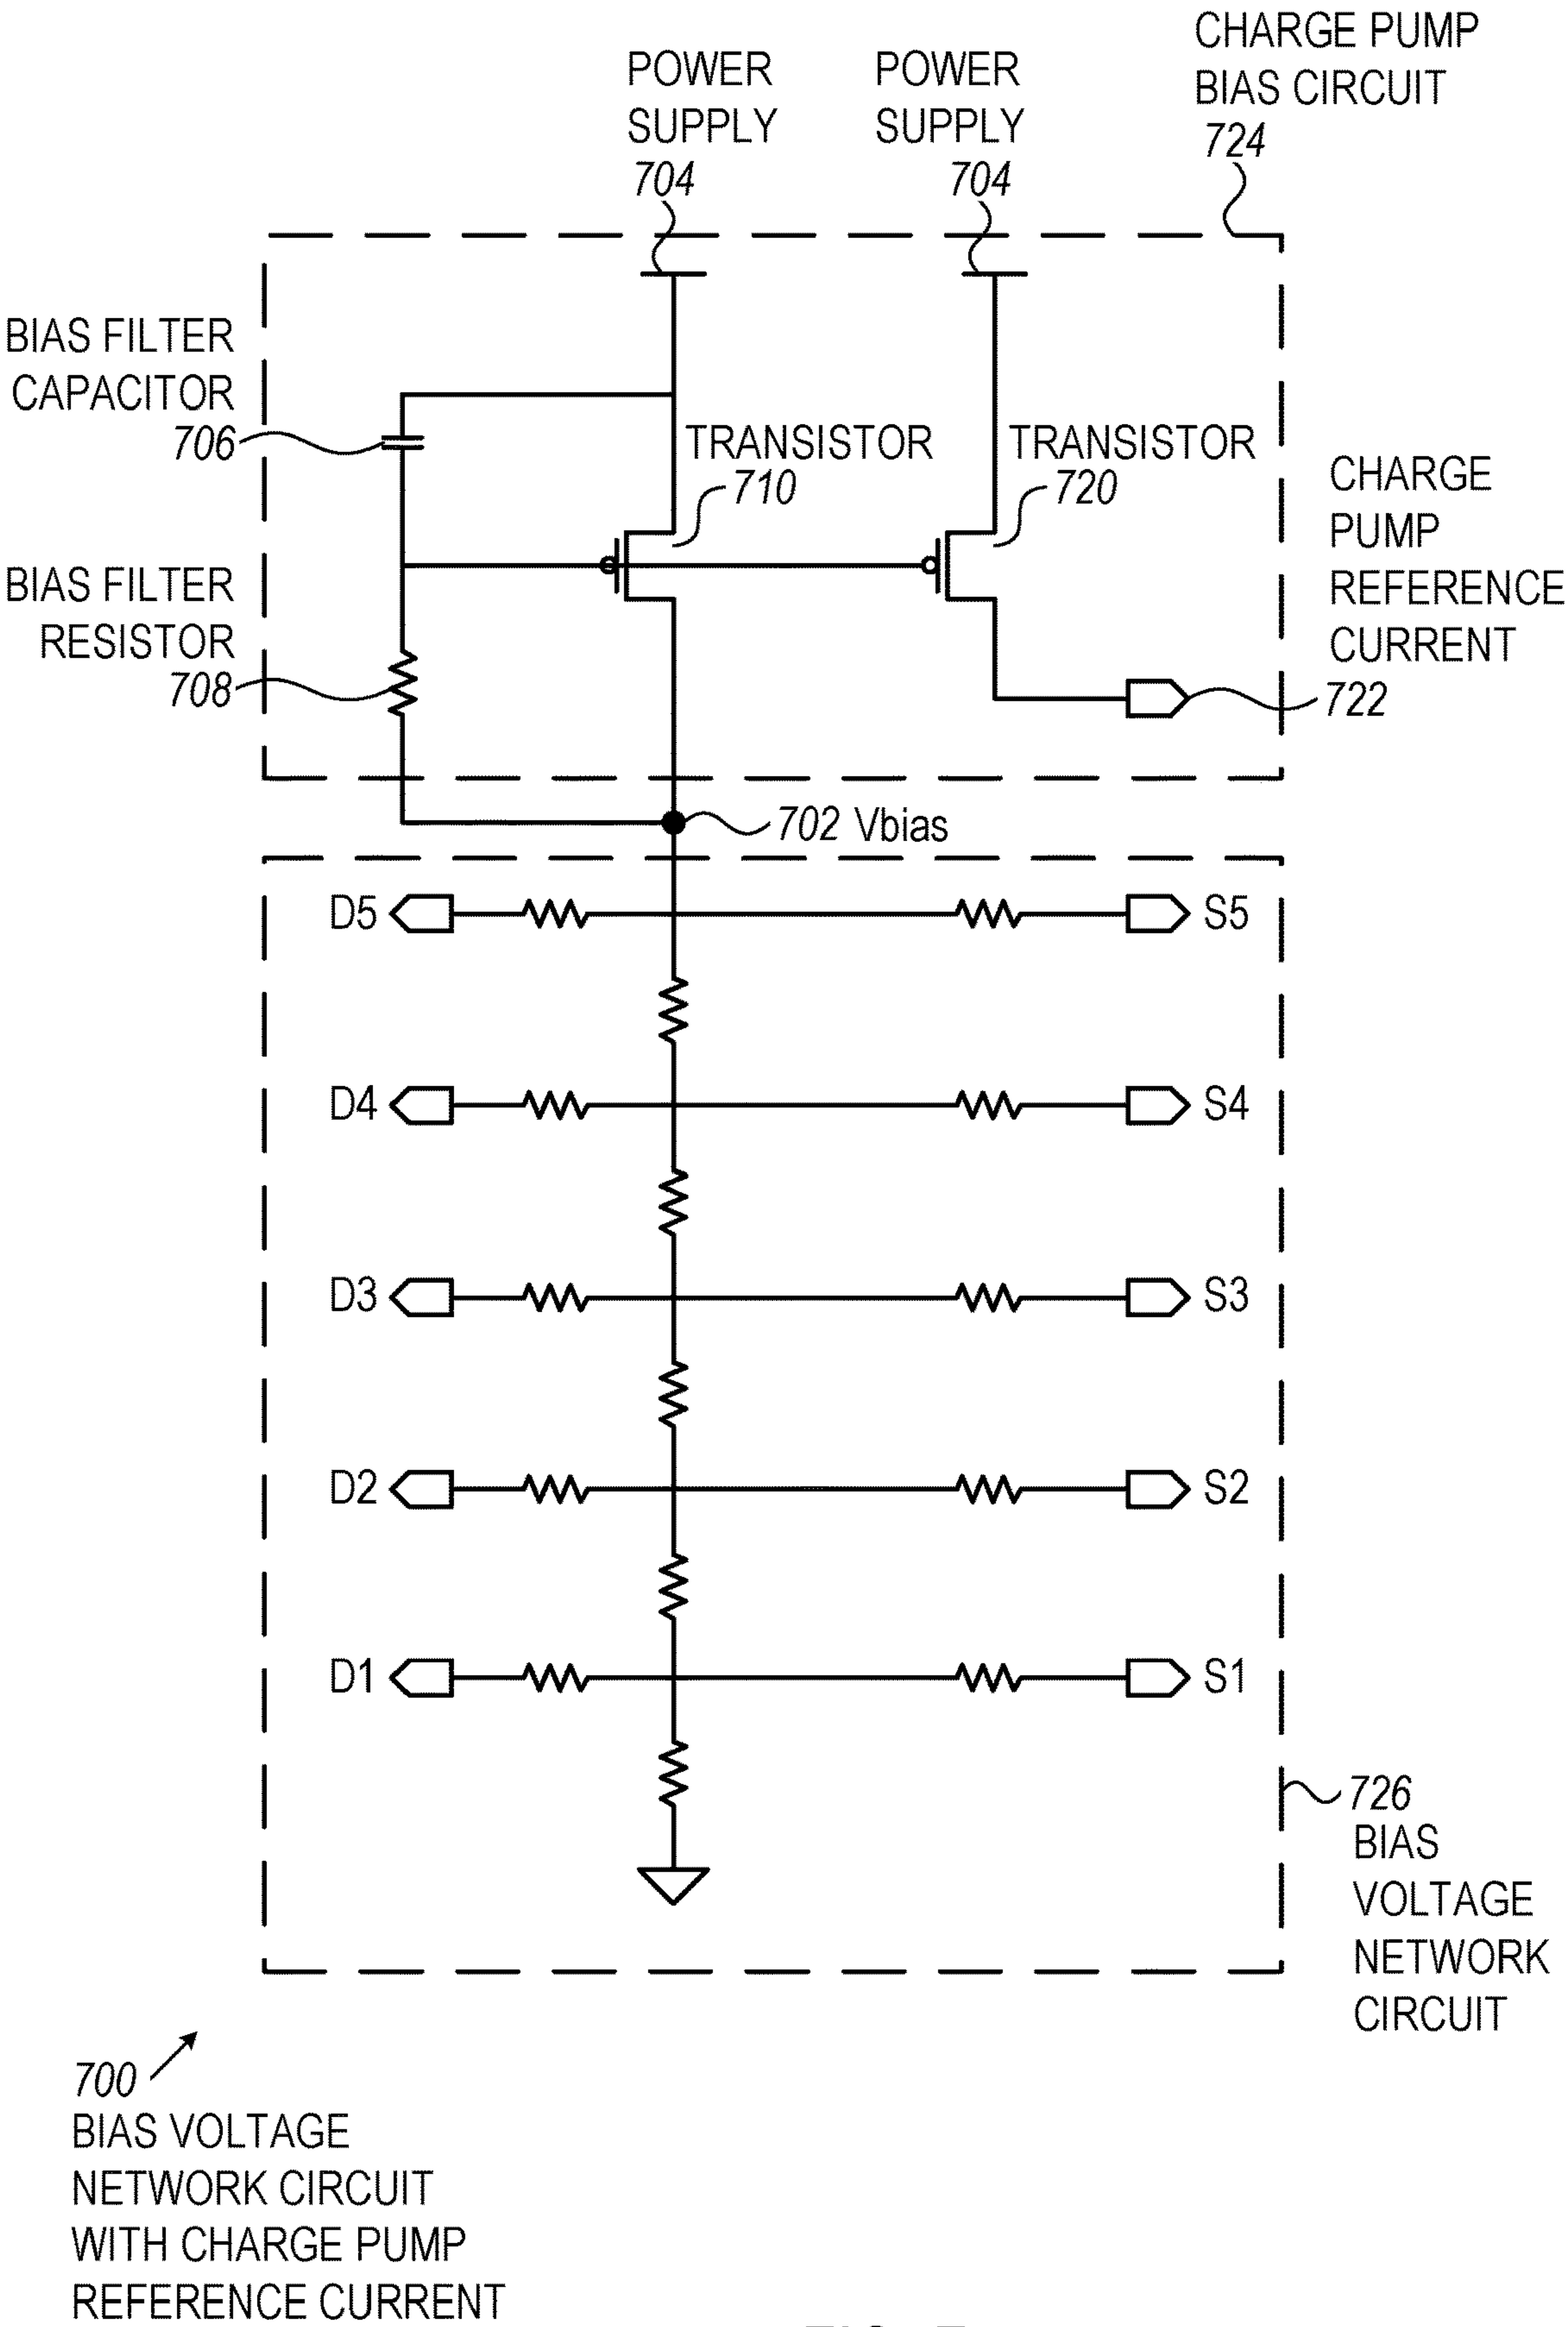 CHARGE PUMP
BIAS CIRCUIT
724
POWER
SUPPLY
704
POWER
SUPPLY
704
BIAS FILTER
CAPACITOR
706
TRANSISTOR
710
TRANSISTOR
720
CHARGE
PUMP
REFERENCE
CURRENT
722
BIAS FILTER
RESISTOR
708
702 Vbias
D5
S5
D4
S4
D3
S3
D2
S2
D1
S1
726
BIAS
VOLTAGE
NETWORK
CIRCUIT
700
BIAS VOLTAGE
NETWORK CIRCUIT
WITH CHARGE PUMP
REFERENCE CURRENT